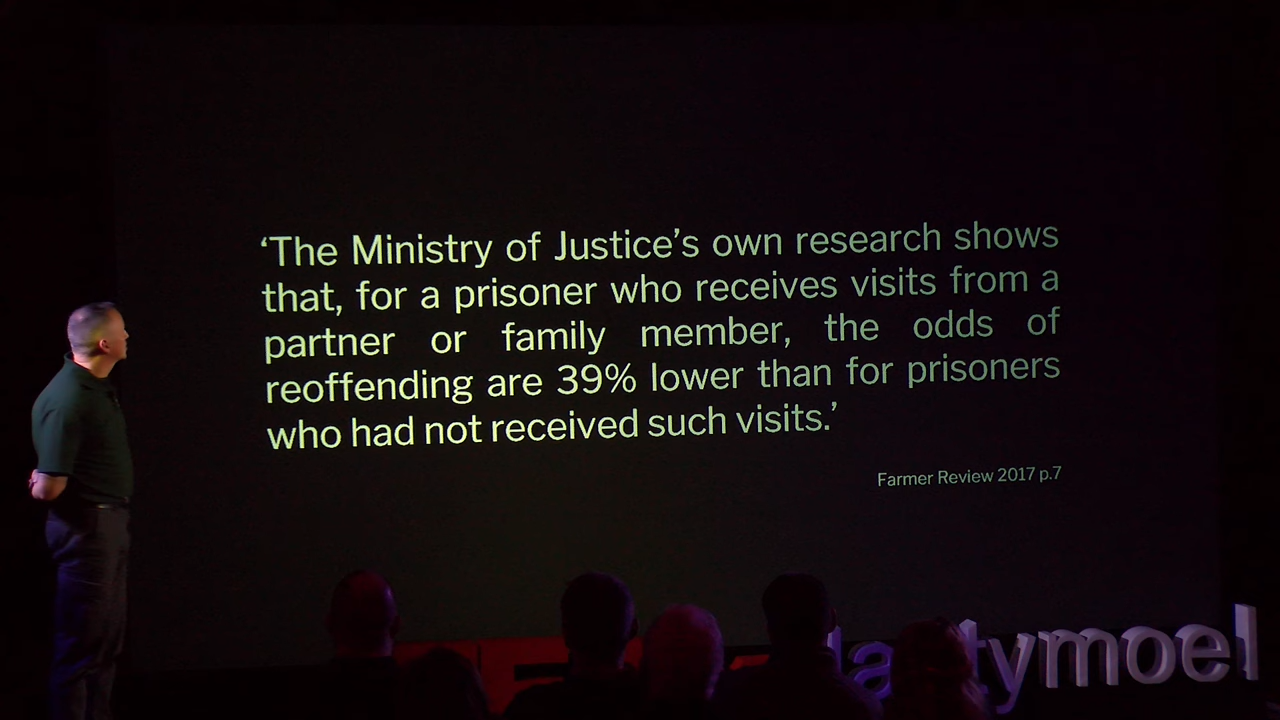 ‘The Ministry of Justice’s own research shows
that, for a prisoner who receives visits from a
partner or family member, the odds of
reoffending are 39% lower than for prisoners
who had not received such visits.’
Farmer Review 2017 p.7